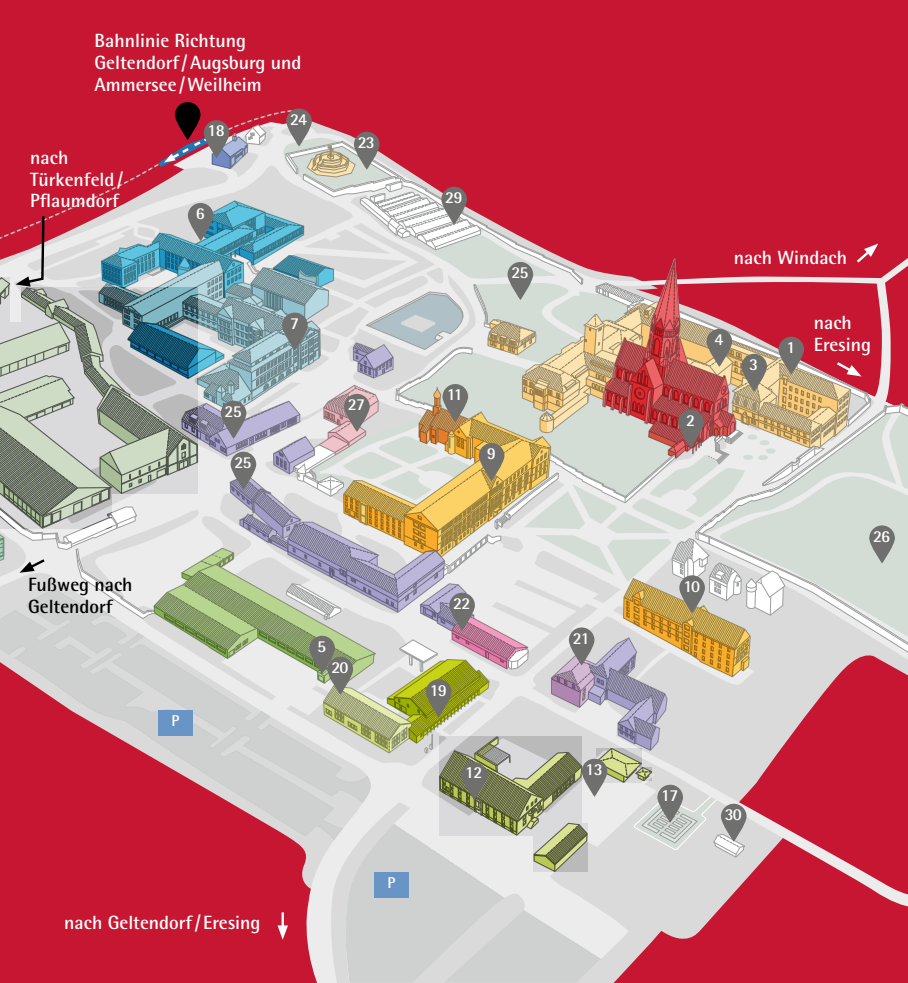 Bahnlinie Richtung
Geltendorf/Augsburg und
Ammersee/Weilheim
18
24
23
nach
Türkenfeld/
Pflaumdorf
6
29
nach Windach
25
7
nach
Eresing
4
1
3
11
27
25
2
9
25
26
Fußweg nach
Geltendorf
10
22
5
20
21
19
P
12
13
17
30
P
nach Geltendorf/Eresing